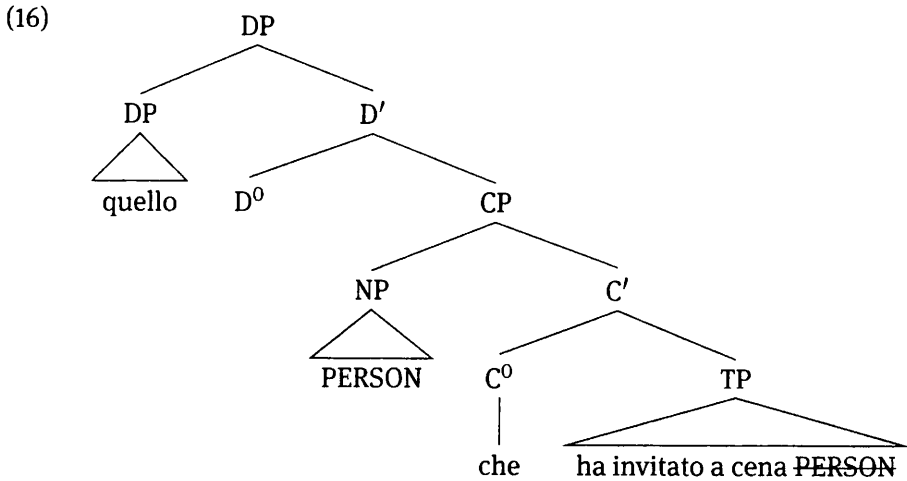 (16)
DP
DP D′
quello D⁰ CP
NP C′
PERSON C⁰ TP
che ha invitato a cena PERSON